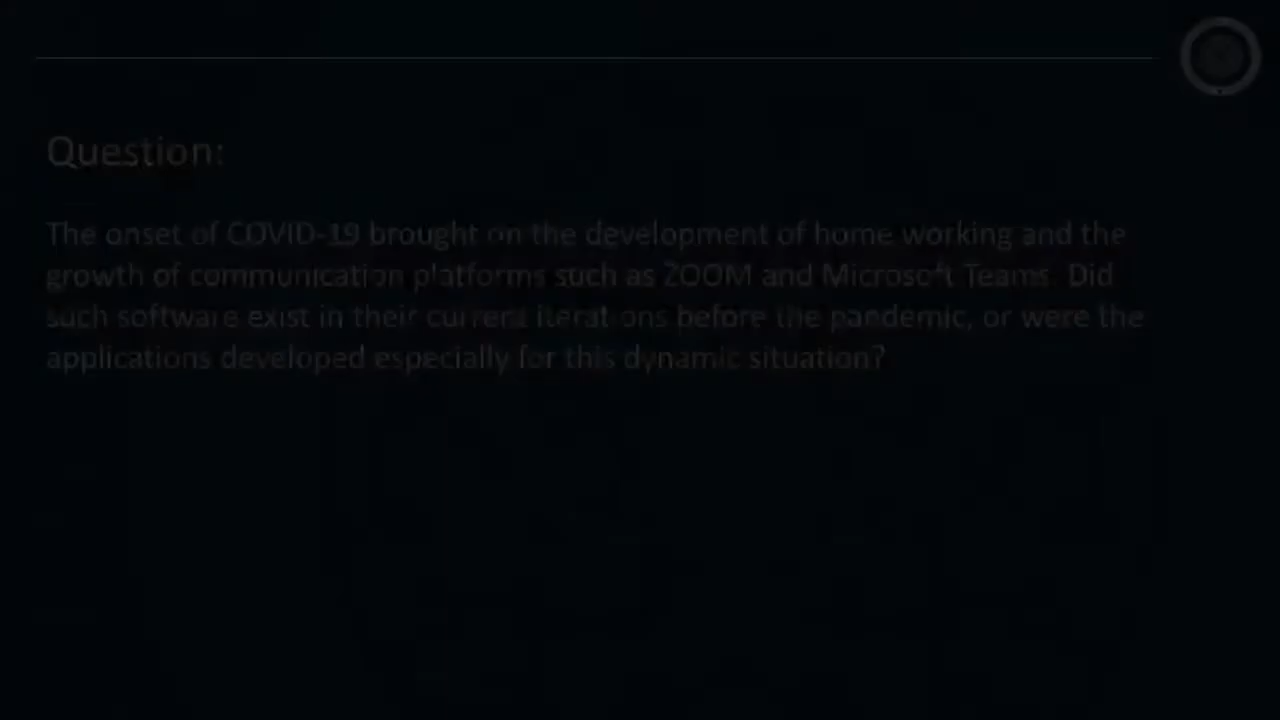 Question:
The onset of COVID-19 brought on the development of home working and the
growth of communication platforms such as ZOOM and Microsoft Teams. Did
such software exist in their current iterations before the pandemic, or were the
applications developed especially for this dynamic situation?